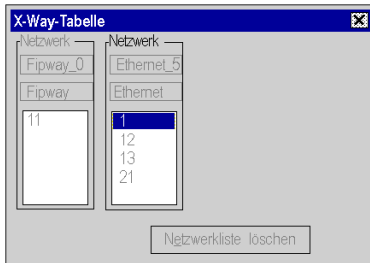 X-Way-Tabelle
Netzwerk
Fipway_0
Fipway
11
Netzwerk
Ethernet_5
Ethernet
1
12
13
21
Netzwerkliste löschen